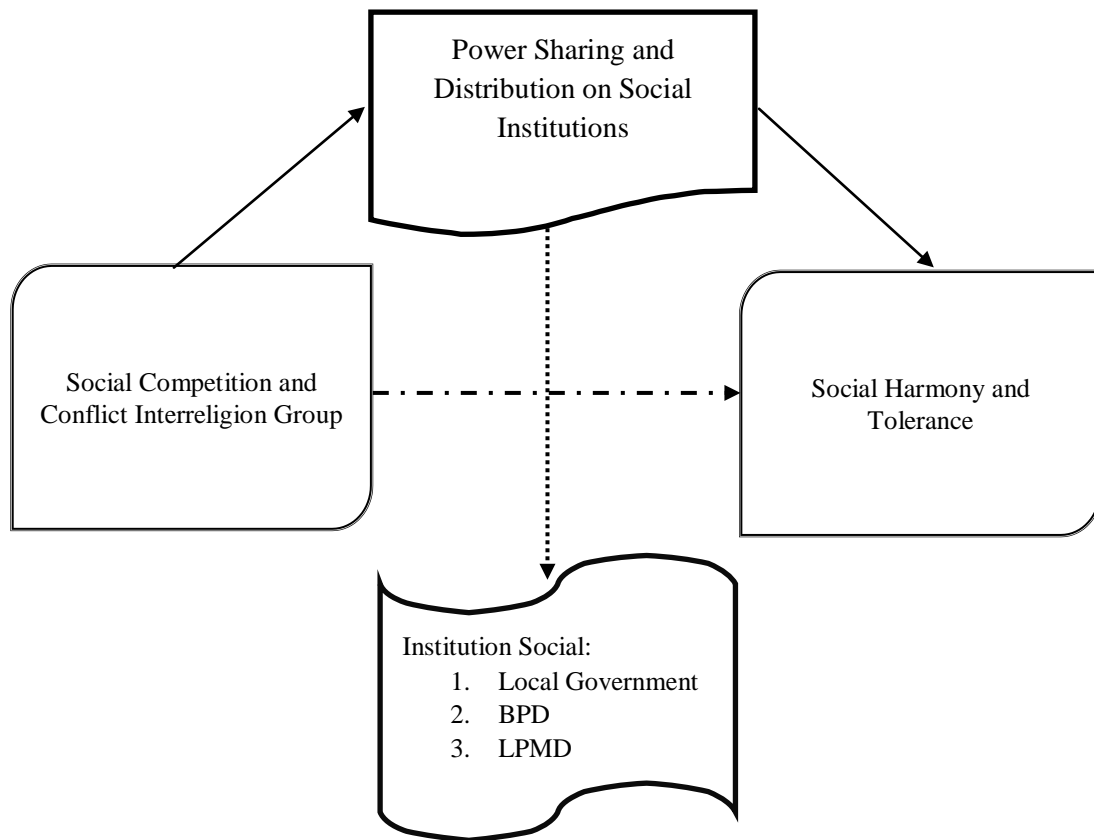 Power Sharing and
Distribution on Social
Institutions
Social Competition and
Conflict Interreligion Group
Social Harmony and
Tolerance
Institution Social:
1. Local Government
2. BPD
3. LPMD